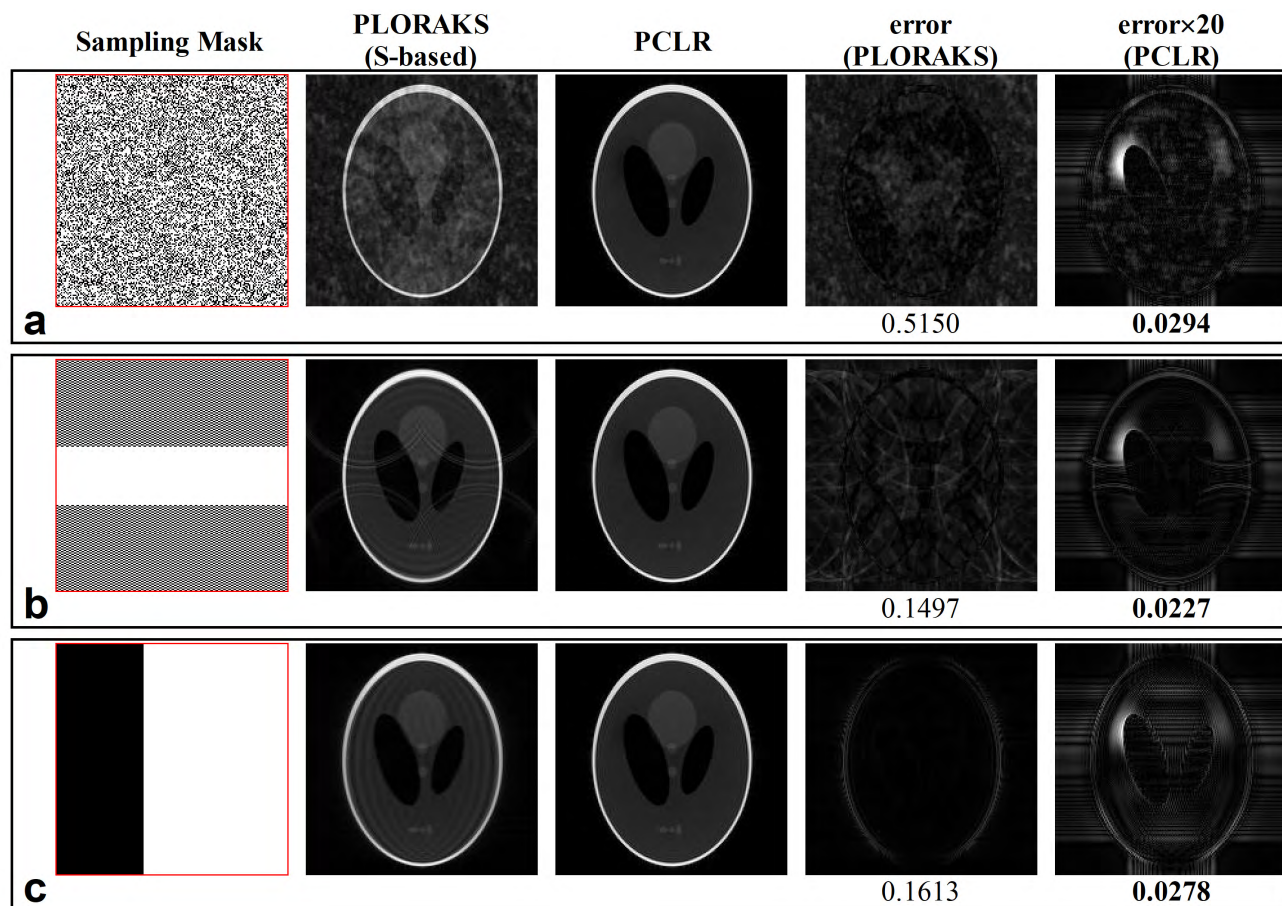 Sampling Mask
PLORAKS
(S-based)
PCLR
error
(PLORAKS)
error×20
(PCLR)
a
0.5150
0.0294
b
0.1497
0.0227
c
0.1613
0.0278